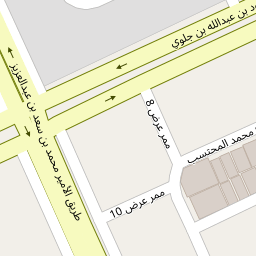 ود بن عبدالله بن جلوي
طريق الأمير محمد بن سعد بن عبدالعزيز
ممر عرض 8
محمد المحتسب
ممر عرض 10